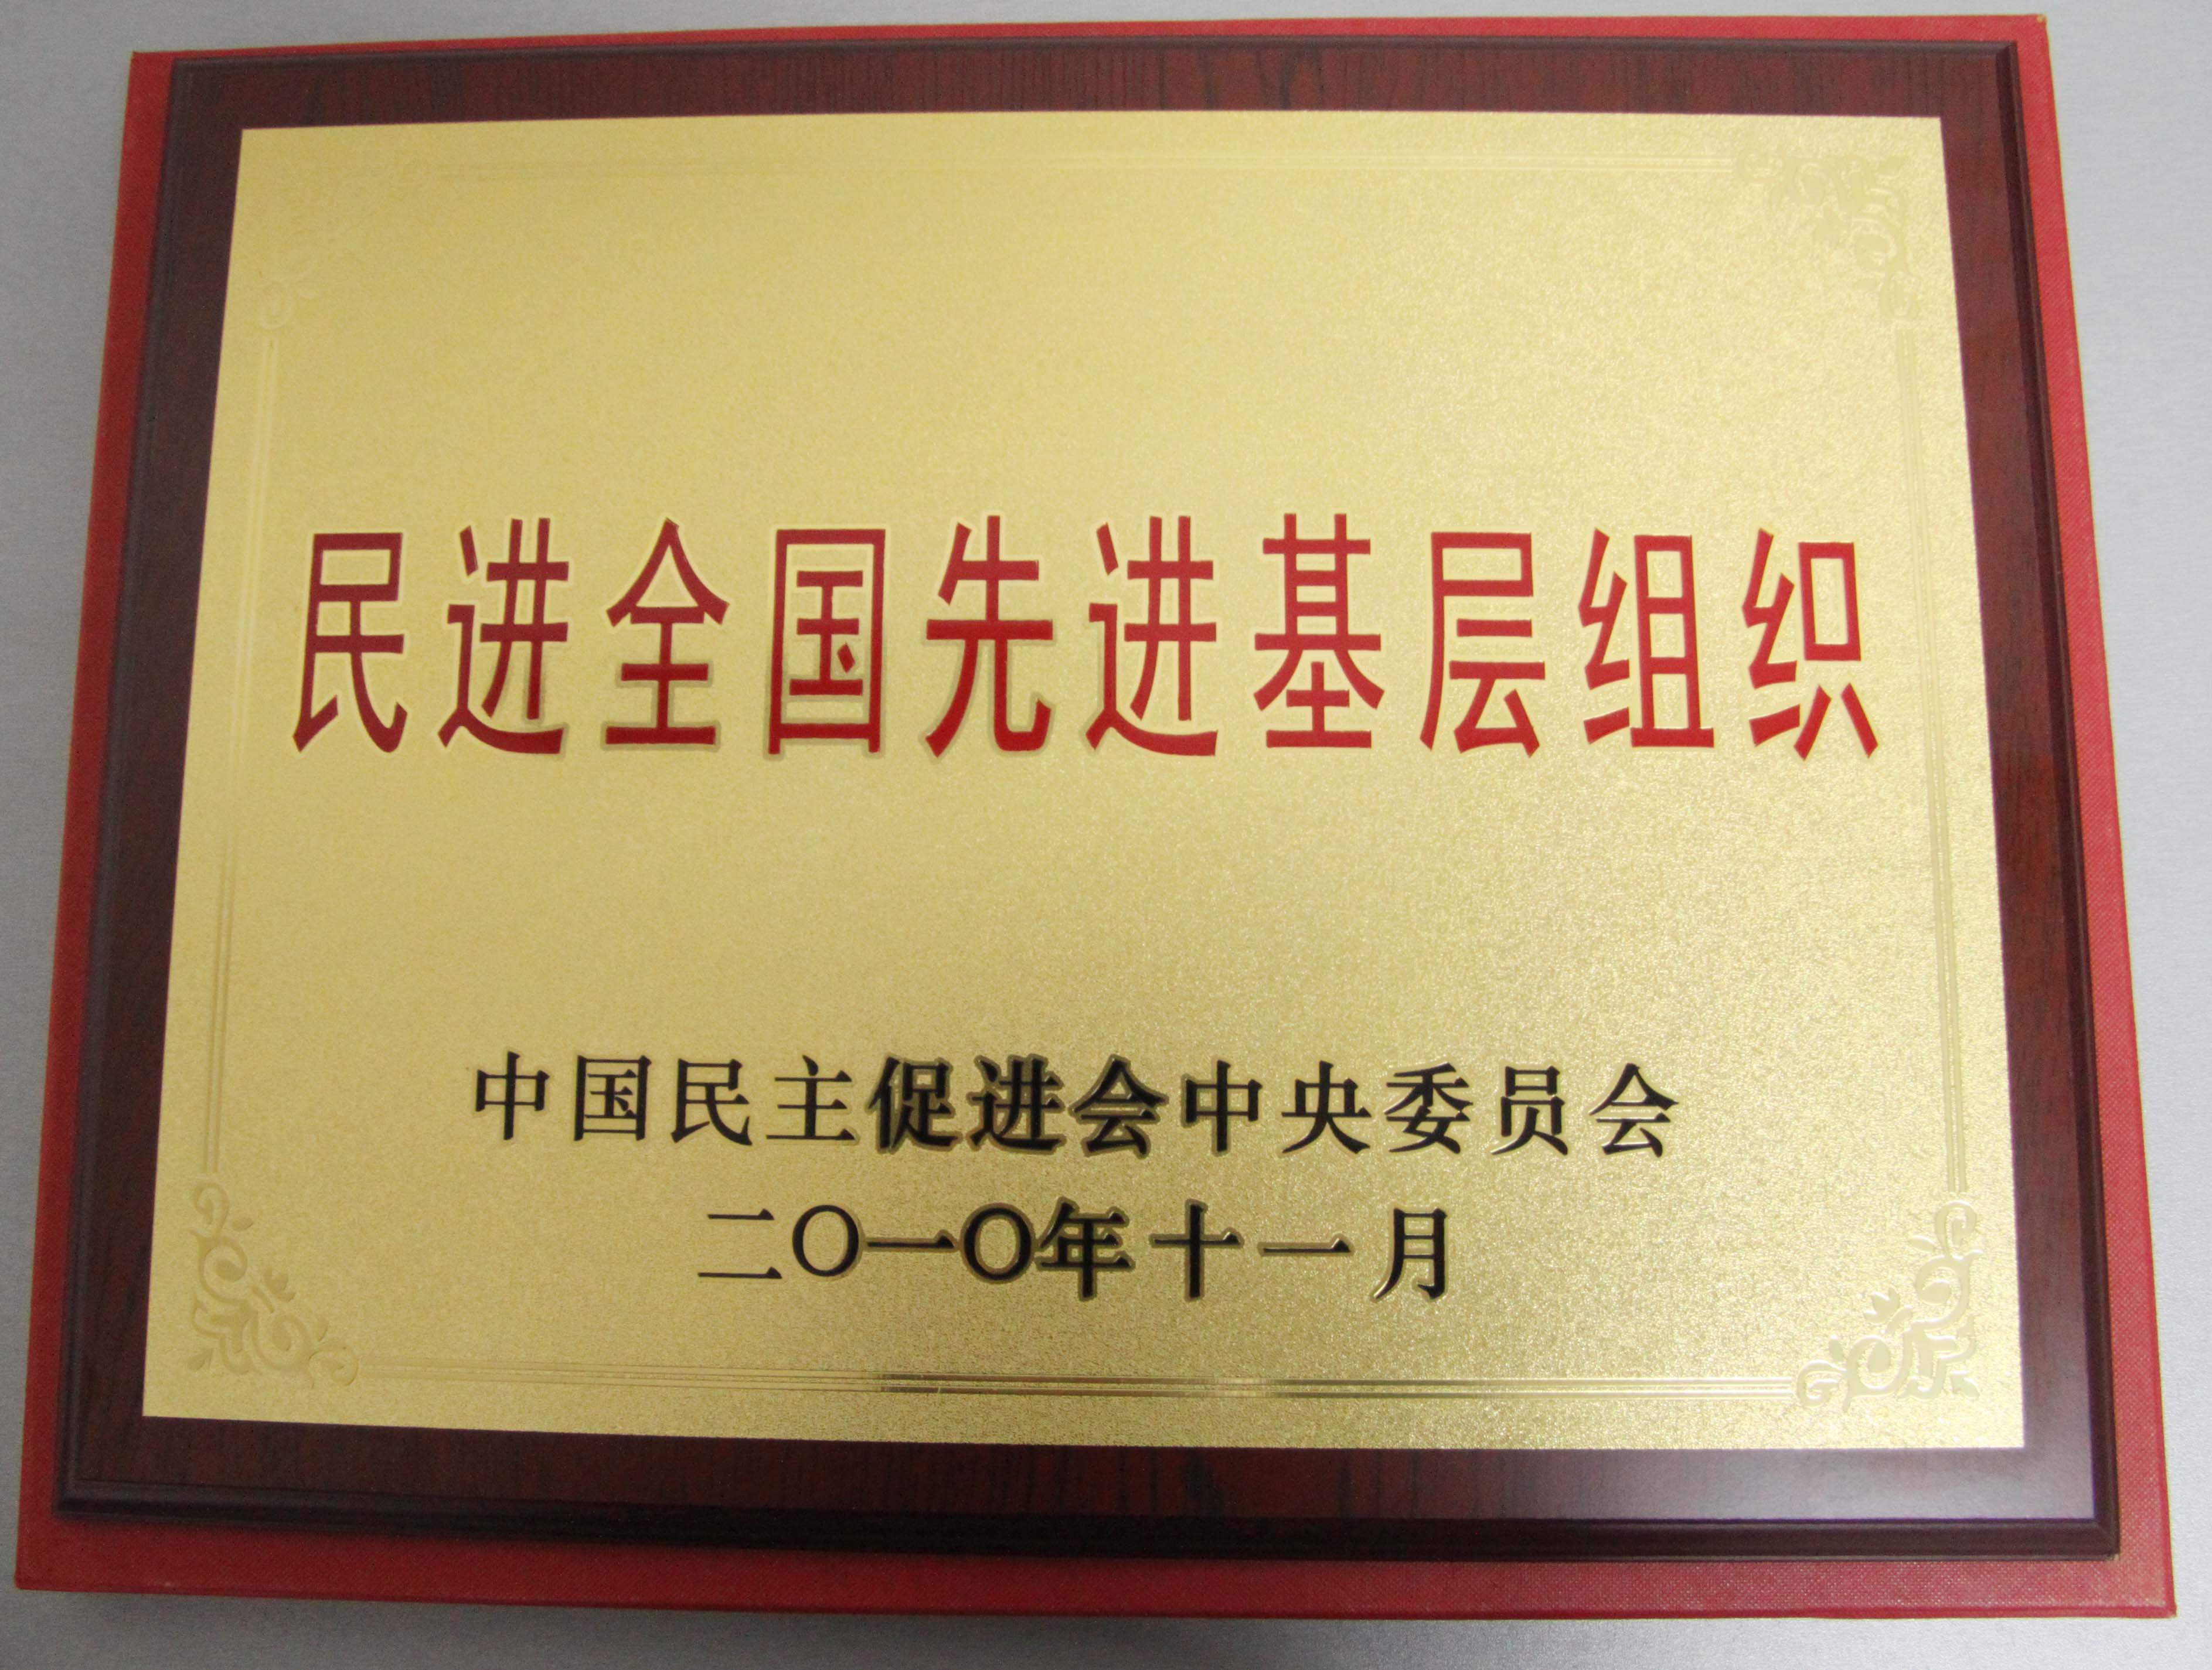 民进全国先进基层组织
中国民主促进会中央委员会
二〇一〇年十一月